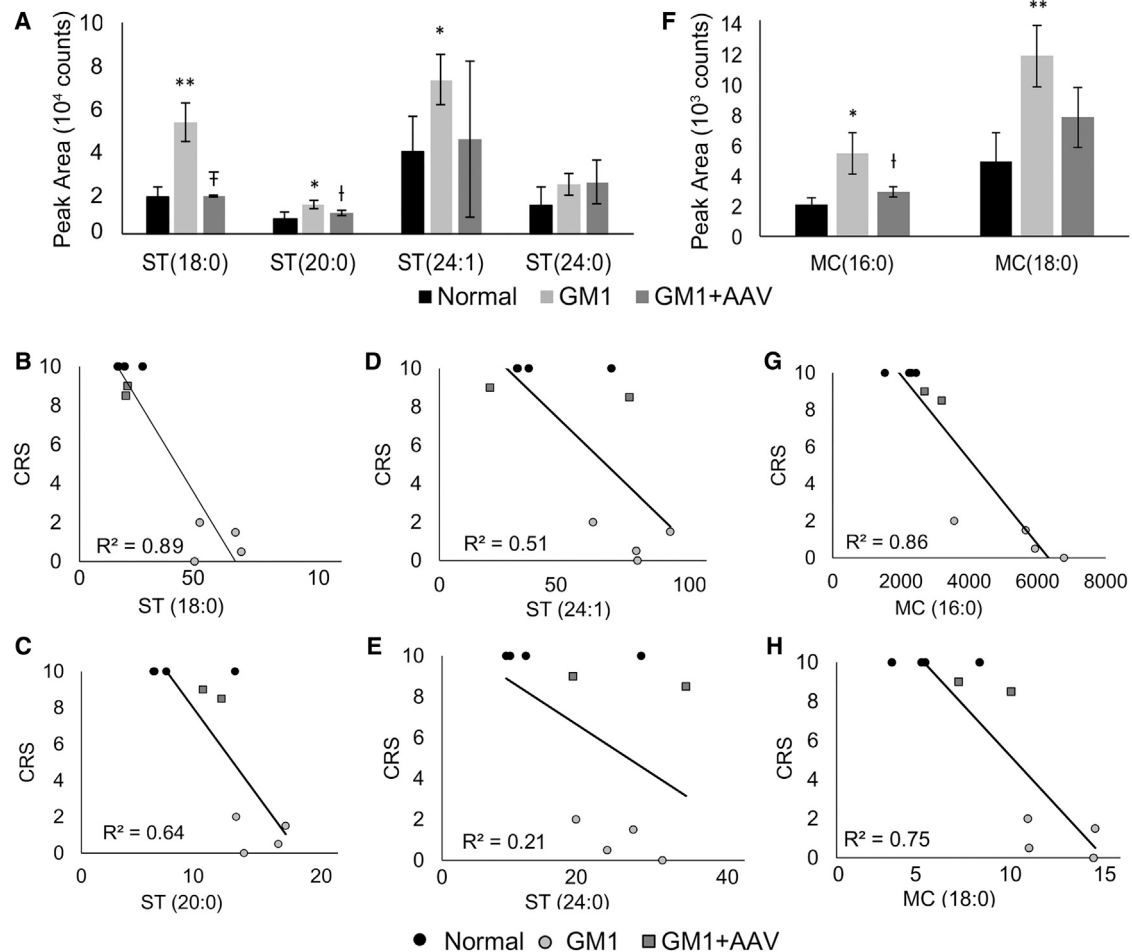 A
Peak Area (10⁴ counts)
10
8
6
4
2
0
**
Ŧ
*
ƚ
*
ST(18:0) ST(20:0) ST(24:1) ST(24:0)
F
Peak Area (10³ counts)
14
12
10
8
6
4
2
0
*
ƚ
**
MC(16:0) MC(18:0)
Normal GM1 GM1+AAV
B
CRS
10
8
6
4
2
0
R² = 0.89
0 50 10
ST (18:0)
D
CRS
10
8
6
4
2
0
R² = 0.51
0 50 100
ST (24:1)
G
CRS
10
8
6
4
2
0
R² = 0.86
0 2000 4000 6000 8000
MC (16:0)
C
CRS
10
8
6
4
2
0
R² = 0.64
0 10 20
ST (20:0)
E
CRS
10
8
6
4
2
0
R² = 0.21
0 20 40
ST (24:0)
H
CRS
10
8
6
4
2
0
R² = 0.75
0 5 10 15
MC (18:0)
Normal GM1 GM1+AAV